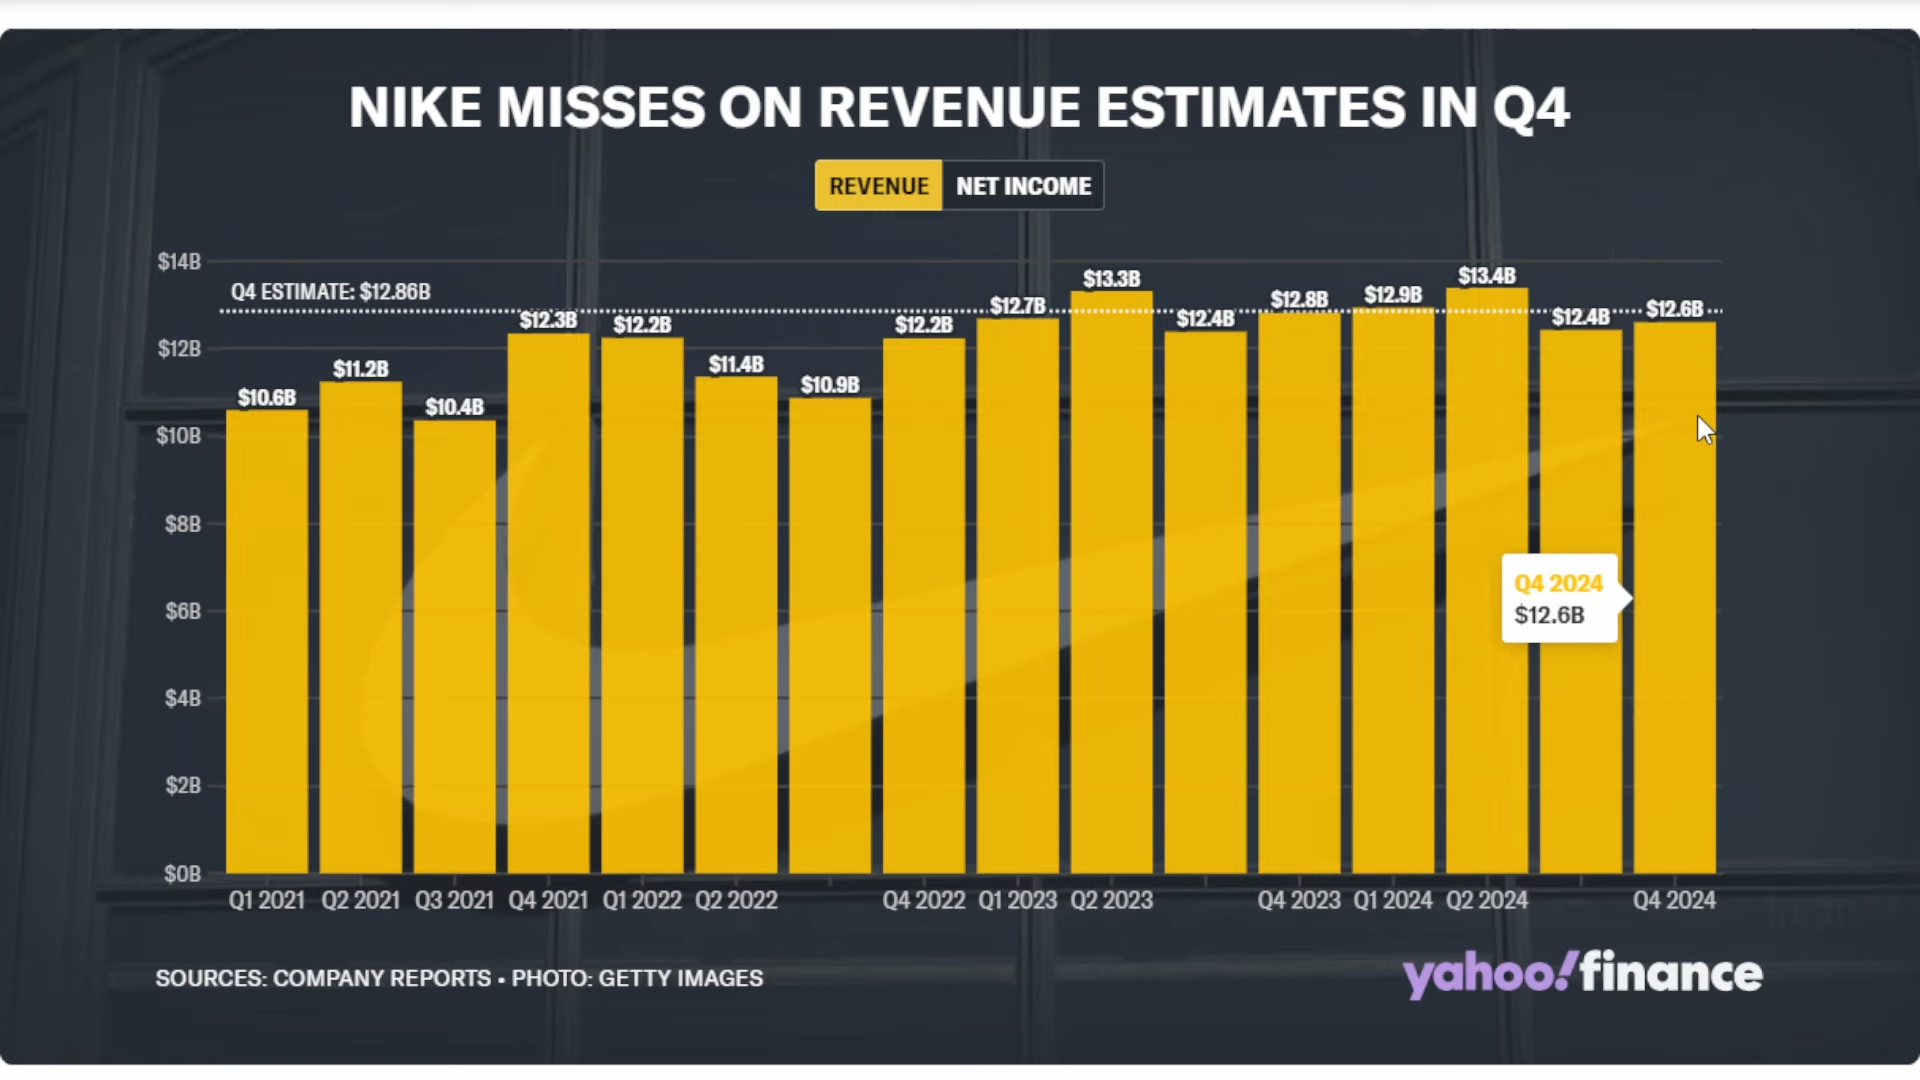 NIKE MISSES ON REVENUE ESTIMATES IN Q4
REVENUE NET INCOME
$14B
Q4 ESTIMATE: $12.86B
$12B
$10B
$8B
$6B
$4B
$2B
$0B
$10.6B $11.2B $10.4B $12.3B $12.2B $11.4B $10.9B $12.2B $12.7B $13.3B $12.4B $12.8B $12.9B $13.4B $12.4B $12.6B
Q4 2024
$12.6B
Q1 2021 Q2 2021 Q3 2021 Q4 2021 Q1 2022 Q2 2022 Q4 2022 Q1 2023 Q2 2023 Q4 2023 Q1 2024 Q2 2024 Q4 2024
SOURCES: COMPANY REPORTS • PHOTO: GETTY IMAGES
yahoo!finance